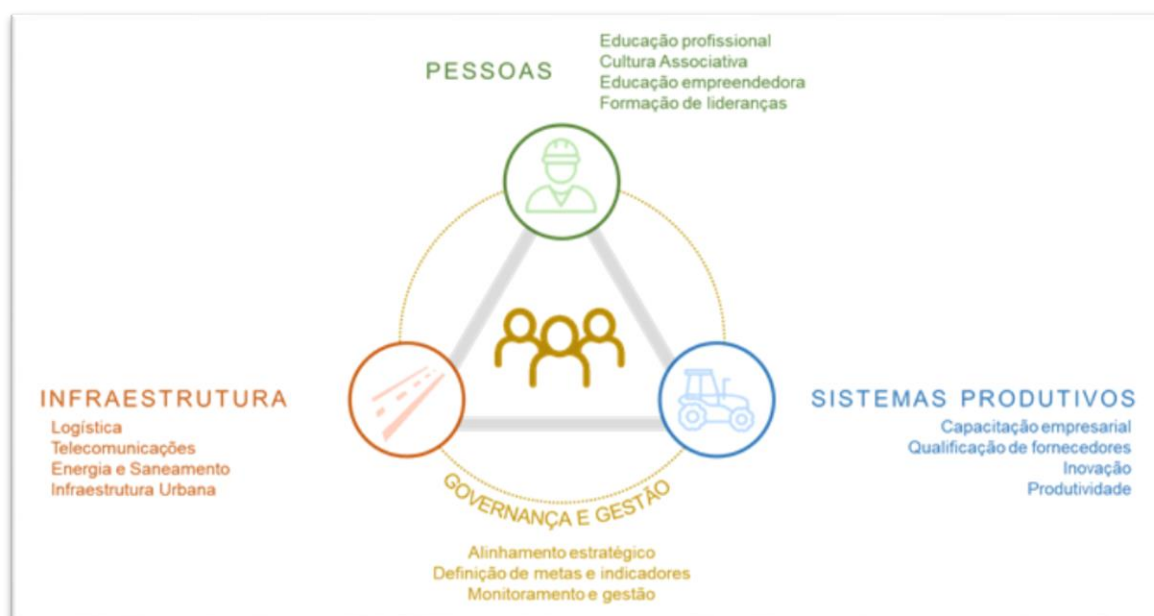 PESSOAS
Educação profissional
Cultura Associativa
Educação empreendedora
Formação de lideranças
INFRAESTRUTURA
Logística
Telecomunicações
Energia e Saneamento
Infraestrutura Urbana
SISTEMAS PRODUTIVOS
Capacitação empresarial
Qualificação de fornecedores
Inovação
Produtividade
GOVERNANÇA E GESTÃO
Alinhamento estratégico
Definição de metas e indicadores
Monitoramento e gestão